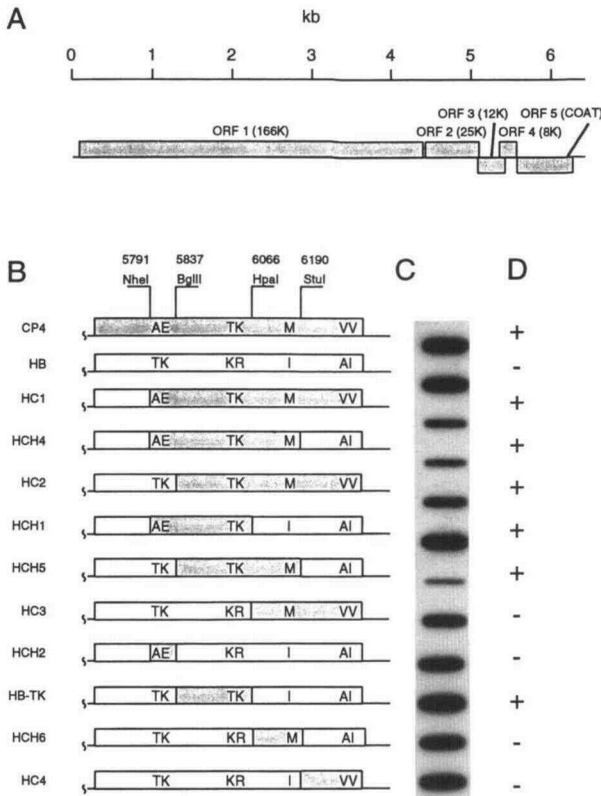 A
kb
0 1 2 3 4 5 6
ORF 3 (12K) ORF 5 (COAT)
ORF 1 (166K) ORF 2 (25K) ORF 4 (8K)
B C D
5791 5837 6066 6190
NheI BglII HpaI StuI
CP4 AE TK M VV +
HB TK KR I AI -
HC1 AE TK M VV +
HCH4 AE TK M AI +
HC2 TK TK M VV +
HCH1 AE TK I AI +
HCH5 TK TK M AI +
HC3 TK KR M VV -
HCH2 AE KR I AI -
HB-TK TK TK I AI +
HCH6 TK KR M AI -
HC4 TK KR I VV -